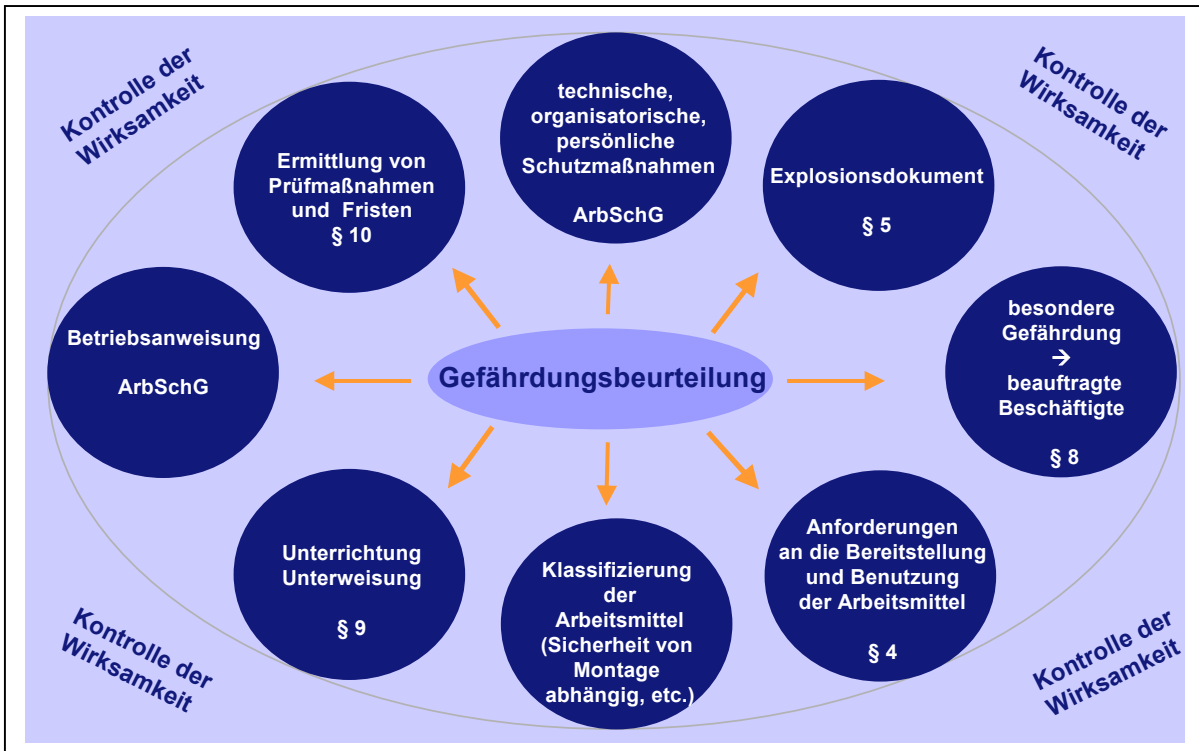 Kontrolle der
Wirksamkeit
Kontrolle der
Wirksamkeit
technische,
organisatorische,
persönliche
Schutzmaßnahmen
ArbSchG
Ermittlung von
Prüfmaßnahmen
und Fristen
§ 10
Explosionsdokument
§ 5
Betriebsanweisung
ArbSchG
Gefährdungsbeurteilung
besondere
Gefährdung
→
beauftragte
Beschäftigte
§ 8
Unterrichtung
Unterweisung
§ 9
Klassifizierung
der
Arbeitsmittel
(Sicherheit von
Montage
abhängig, etc.)
Anforderungen
an die Bereitstellung
und Benutzung
der Arbeitsmittel
§ 4
Kontrolle der
Wirksamkeit
Kontrolle der
Wirksamkeit